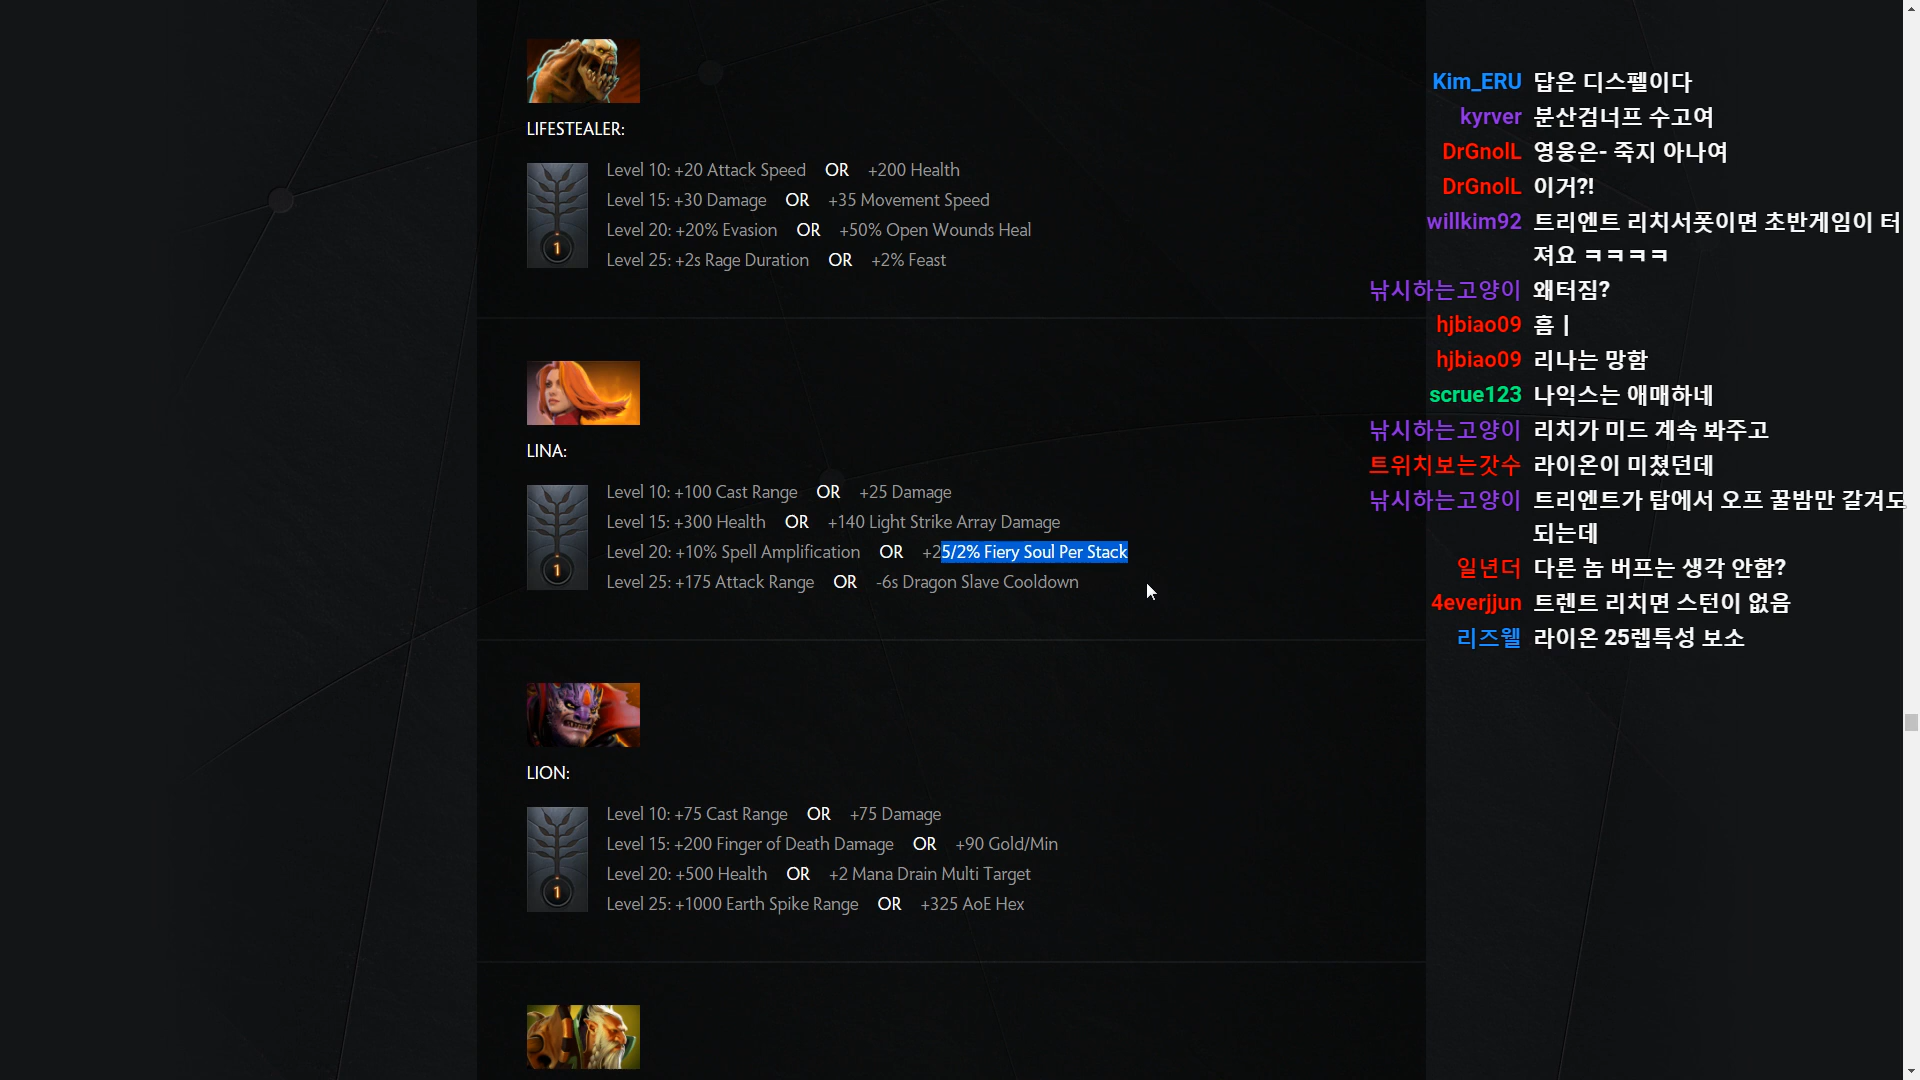 LIFESTEALER:
Level 10: +20 Attack Speed OR +200 Health
Level 15: +30 Damage OR +35 Movement Speed
Level 20: +20% Evasion OR +50% Open Wounds Heal
Level 25: +2s Rage Duration OR +2% Feast
1
LINA:
Level 10: +100 Cast Range OR +25 Damage
Level 15: +300 Health OR +140 Light Strike Array Damage
Level 20: +10% Spell Amplification OR +25/2% Fiery Soul Per Stack
Level 25: +175 Attack Range OR -6s Dragon Slave Cooldown
1
LION:
Level 10: +75 Cast Range OR +75 Damage
Level 15: +200 Finger of Death Damage OR +90 Gold/Min
Level 20: +500 Health OR +2 Mana Drain Multi Target
Level 25: +1000 Earth Spike Range OR +325 AoE Hex
1
Kim_ERU 답은 디스펠이다
kyrver 분산검너프 수고여
DrGnolL 영웅은- 죽지 아나여
DrGnolL 이거?!
willkim92 트리엔트 리치서폿이면 초반게임이 터
져요 ㅋㅋㅋㅋ
낚시하는고양이 왜터짐?
hjbiao09 흠ㅣ
hjbiao09 리나는 망함
scrue123 나익스는 애매하네
낚시하는고양이 리치가 미드 계속 봐주고
트위치보는갓수 라이온이 미쳤던데
낚시하는고양이 트리엔트가 탑에서 오프 꿀밤만 갈겨도
되는데
일년더 다른 놈 버프는 생각 안함?
4everjjun 트렌트 리치면 스턴이 없음
리즈웰 라이온 25렙특성 보소